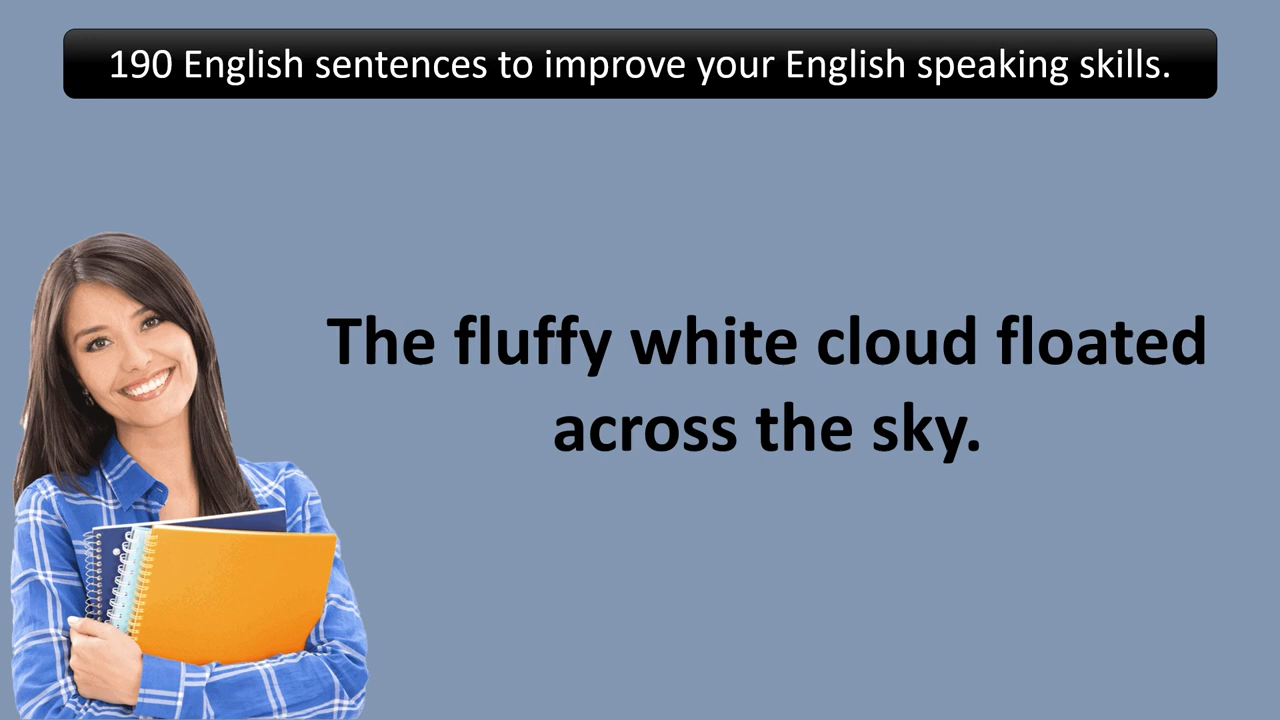 190 English sentences to improve your English speaking skills.
The fluffy white cloud floated
across the sky.